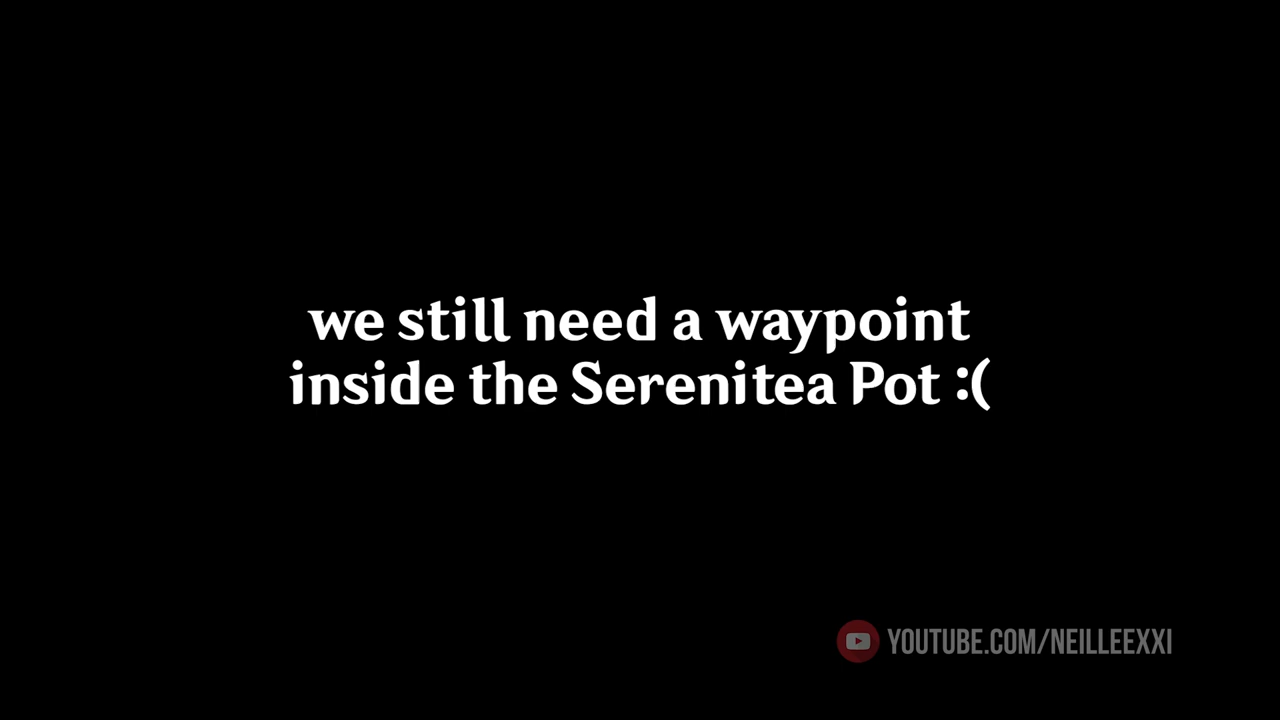 we still need a waypoint
inside the Serenitea Pot :(
YOUTUBE.COM/NEILLEEXXI